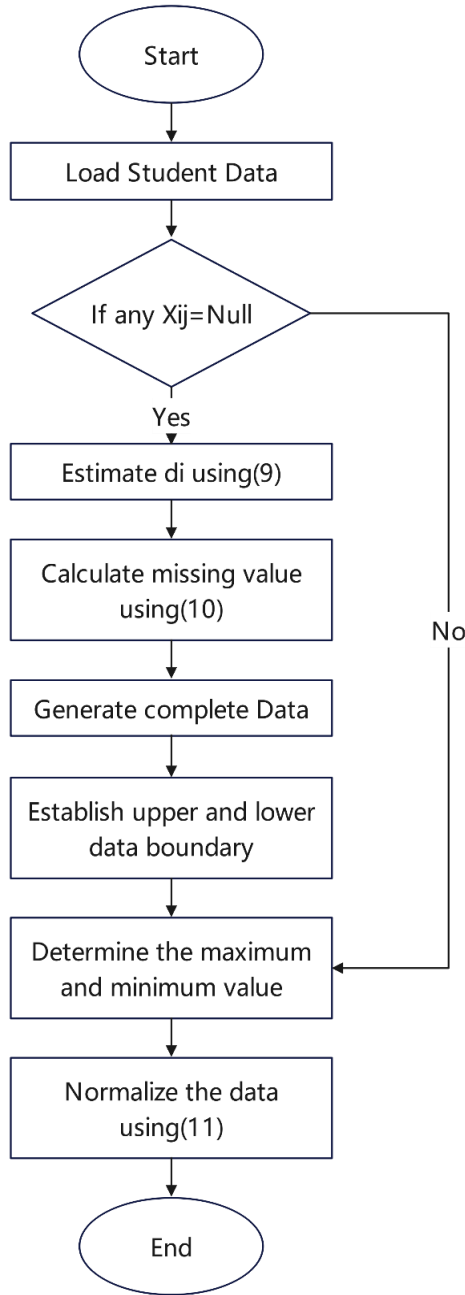 Start
Load Student Data
If any Xij=Null
Yes
Estimate di using(9)
Calculate missing value
using(10)
No
Generate complete Data
Establish upper and lower
data boundary
Determine the maximum
and minimum value
Normalize the data
using(11)
End